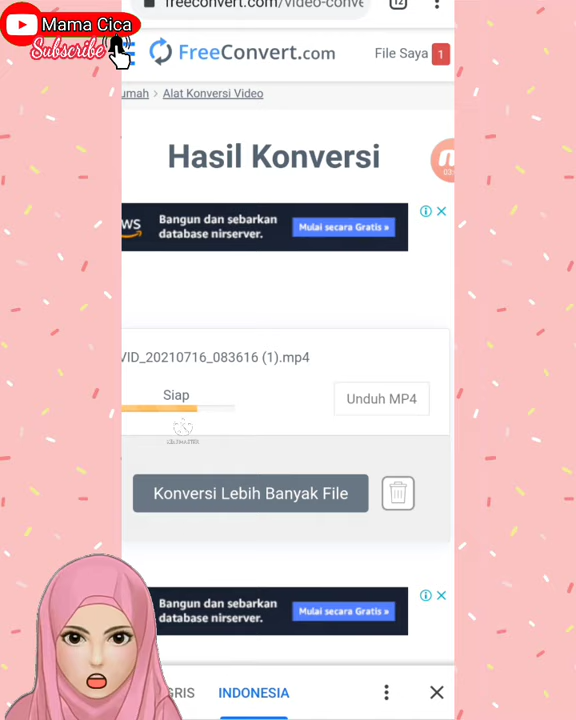 Mama Cica
Subscribe
freeconvert.com/video-conve
12
FreeConvert.com
File Saya 1
umah > Alat Konversi Video
Hasil Konversi
WS
Bangun dan sebarkan
database nirserver.
Mulai secara Gratis »
VID_20210716_083616 (1).mp4
Siap
Unduh MP4
Konversi Lebih Banyak File
Bangun dan sebarkan
database nirserver.
Mulai secara Gratis »
GRIS
INDONESIA